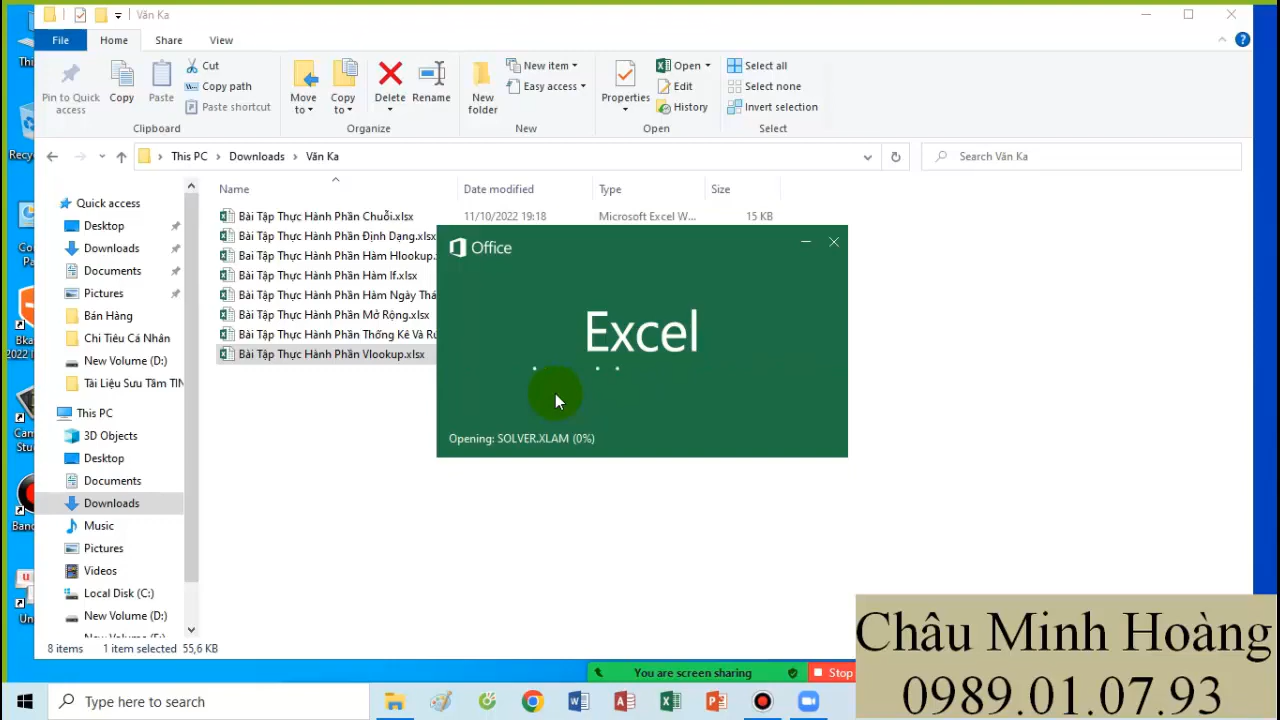 Văn Ka
File Home Share View
Pin to Quick access
Copy
Paste
Cut
Copy path
Paste shortcut
Clipboard
Move to
Copy to
Delete
Rename
Organize
New folder
New item
Easy access
New
Properties
Open
Edit
History
Open
Select all
Select none
Invert selection
Select
This PC > Downloads > Văn Ka
Search Văn Ka
Name Date modified Type Size
Bài Tập Thực Hành Phần Chuỗi.xlsx 11/10/2022 19:18 Microsoft Excel W... 15 KB
Bài Tập Thực Hành Phần Định Dạng.xlsx
Bài Tập Thực Hành Phần Hàm Hlookup.
Bài Tập Thực Hành Phần Hàm If.xlsx
Bài Tập Thực Hành Phần Hàm Ngày Thá
Bài Tập Thực Hành Phần Mở Rộng.xlsx
Bài Tập Thực Hành Phần Thống Kê Và Rú
Bài Tập Thực Hành Phần Vlookup.xlsx
Quick access
Desktop
Downloads
Documents
Pictures
Bán Hàng
Chi Tiêu Cá Nhân
New Volume (D:)
Tài Liệu Sưu Tầm TIN
This PC
3D Objects
Desktop
Documents
Downloads
Music
Pictures
Videos
Local Disk (C:)
New Volume (D:)
Office
Excel
Opening: SOLVER.XLAM (0%)
8 items 1 item selected 55,6 KB
You are screen sharing
Stop
Type here to search
Châu Minh Hoàng
0989.01.07.93